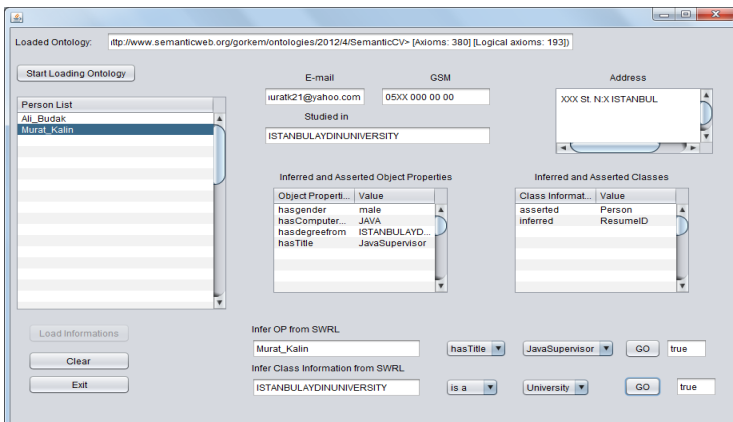 Loaded Ontology: ıttp://www.semanticweb.org/gorkem/ontologies/2012/4/SemanticCV> [Axioms: 380] [Logical axioms: 193])
Start Loading Ontology
E-mail GSM Address
uratk21@yahoo.com 05XX 000 00 00 XXX St. N:X ISTANBUL
Person List
Ali_Budak
Murat_Kalin
Studied in
ISTANBULAYDINUNIVERSITY
Inferred and Asserted Object Properties
Object Properti... Value
hasgender male
hasComputer... JAVA
hasdegreefrom ISTANBULAYD...
hasTitle JavaSupervisor
Inferred and Asserted Classes
Class Informat... Value
asserted Person
inferred ResumeID
Load Informations
Clear
Exit
Infer OP from SWRL
Murat_Kalin hasTitle JavaSupervisor GO true
Infer Class Information from SWRL
ISTANBULAYDINUNIVERSITY is a University GO true